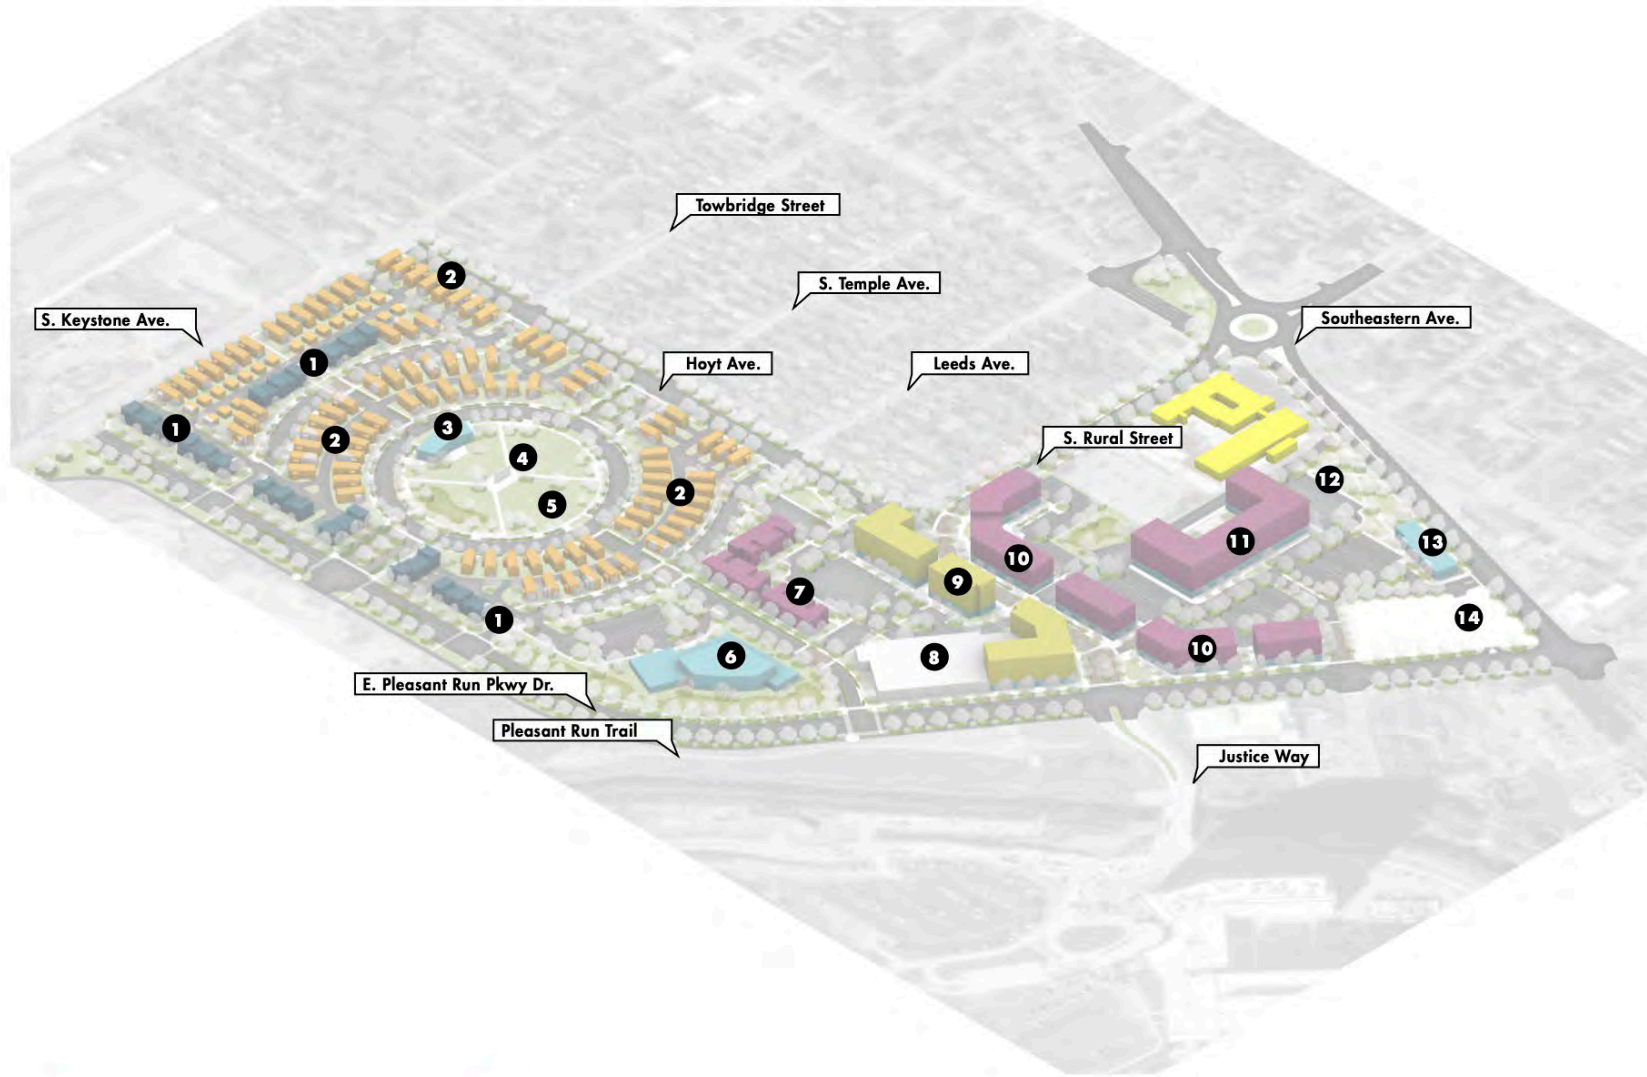 Towbridge Street
2
S. Temple Ave.
S. Keystone Ave.
Southeastern Ave.
1
Hoyt Ave.
Leeds Ave.
1
3
2
S. Rural Street
4
12
2
5
11
13
10
9
7
14
1
10
6
8
E. Pleasant Run Pkwy Dr.
Pleasant Run Trail
Justice Way